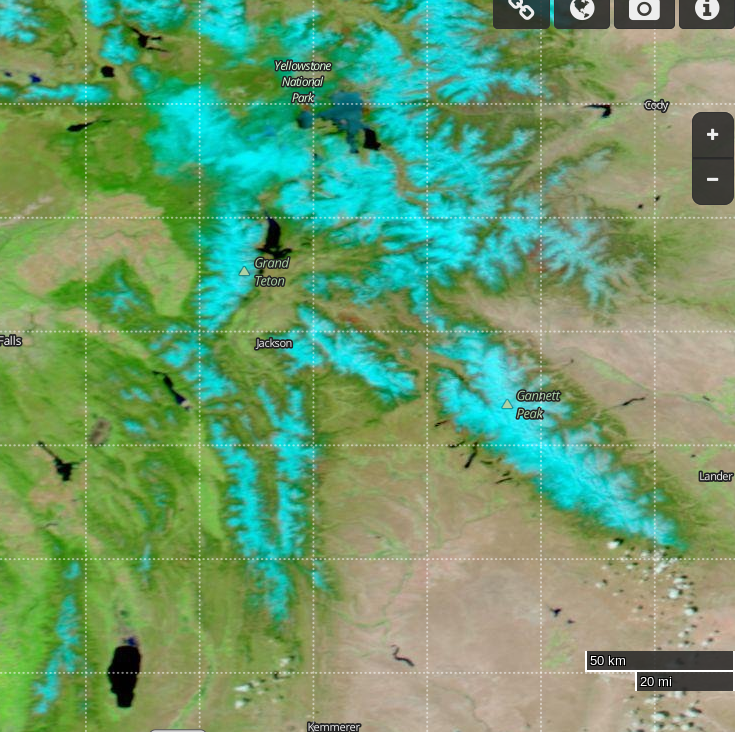 Yellowstone
National
Park
Cody
+
−
Grand
Teton
Falls
Jackson
Gannett
Peak
Lander
50 km
20 mi
Kemmerer